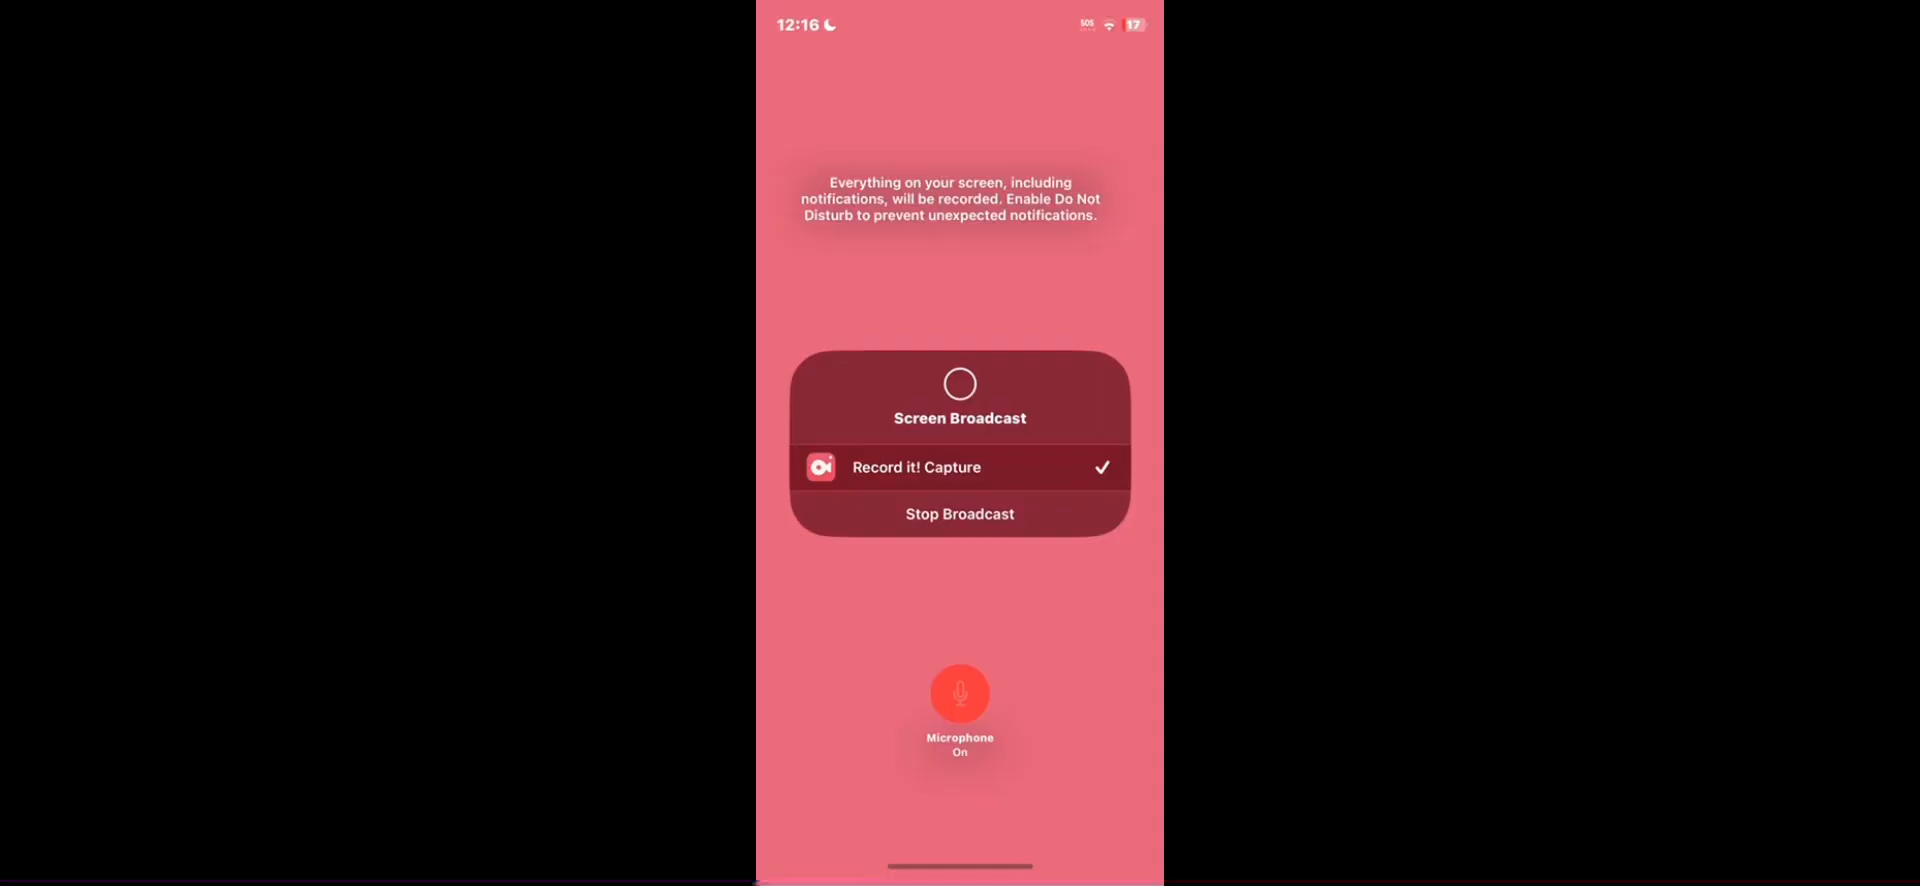 12:16
SOS
17
Everything on your screen, including
notifications, will be recorded. Enable Do Not
Disturb to prevent unexpected notifications.
Screen Broadcast
Record it! Capture
Stop Broadcast
Microphone
On